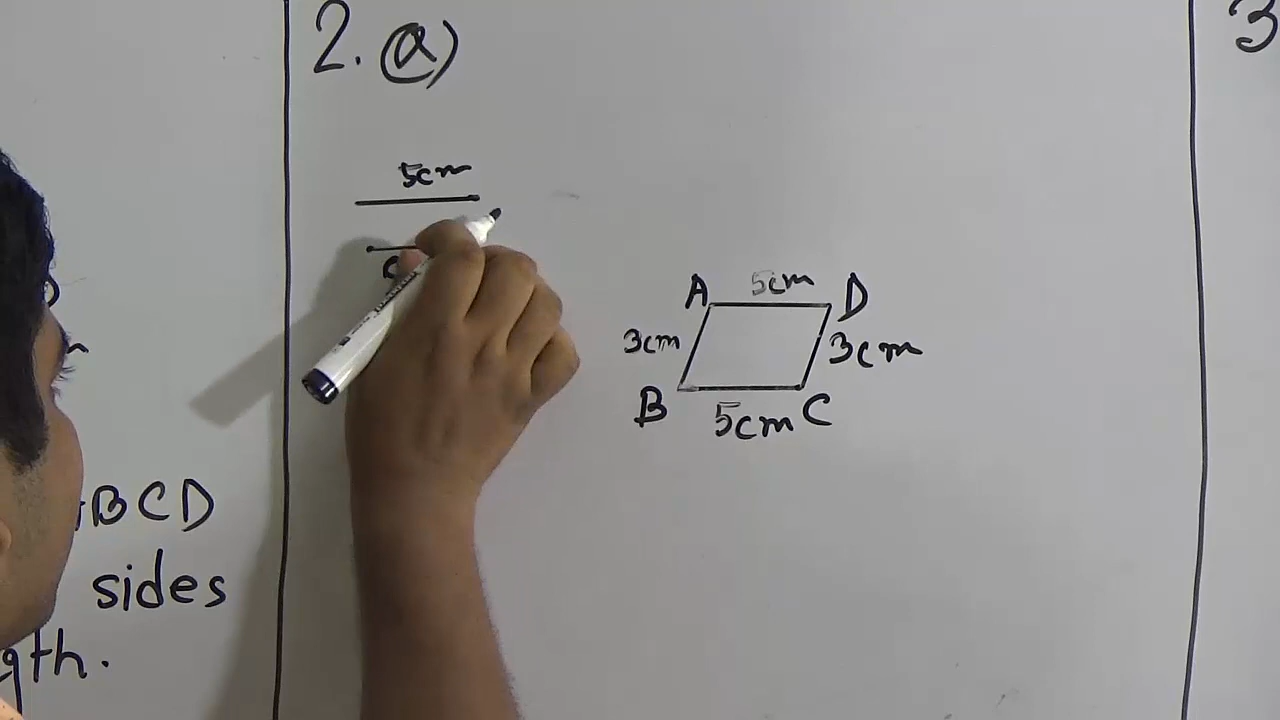 2. (a)
3
5cm
A 5cm D
3cm 3cm
B 5cm C
BCD
sides
gth.